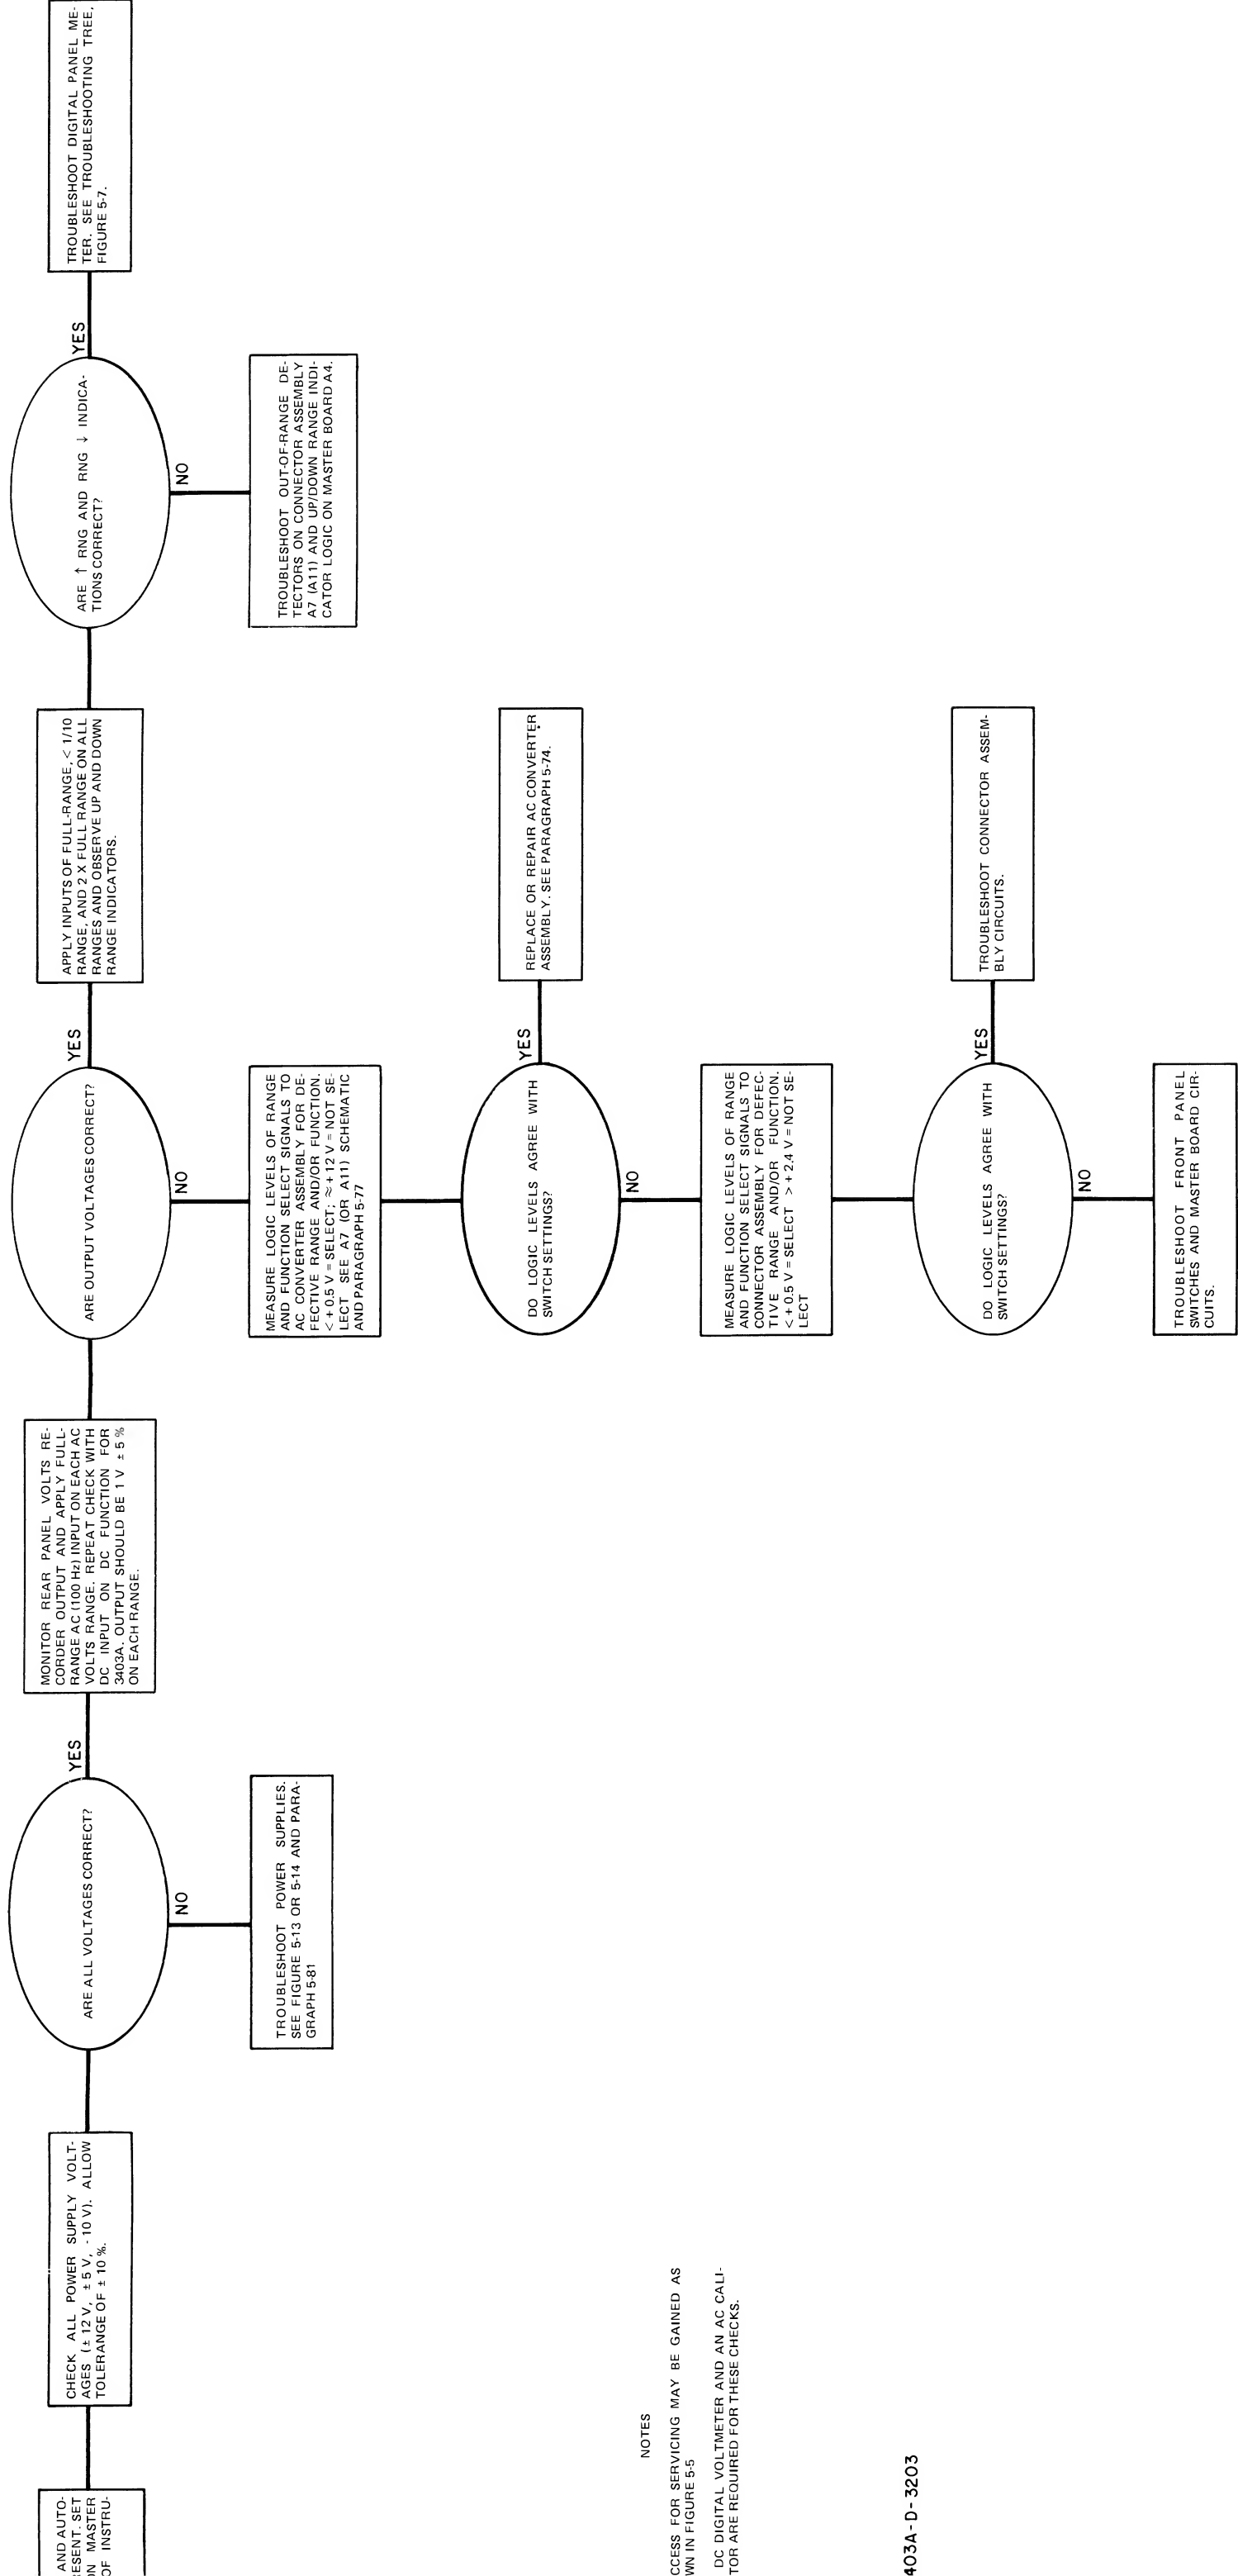 AND AUTO-
ESENT. SET
ON MASTER
OF INSTRU-
CHECK ALL POWER SUPPLY VOLT-
AGES (± 12 V, ± 5 V, - 10 V). ALLOW
TOLERANGE OF ± 10 %.
ARE ALL VOLTAGES CORRECT?
YES
NO
TROUBLESHOOT POWER SUPPLIES.
SEE FIGURE 5-13 OR 5-14 AND PARA-
GRAPH 5-81
MONITOR REAR PANEL VOLTS RE-
CORDER OUTPUT AND APPLY FULL-
RANGE AC (100 Hz) INPUT ON EACH AC
VOLTS RANGE. REPEAT CHECK WITH
DC INPUT ON DC FUNCTION FOR
3403A. OUTPUT SHOULD BE 1 V ± 5 %
ON EACH RANGE.
ARE OUTPUT VOLTAGES CORRECT?
YES
NO
MEASURE LOGIC LEVELS OF RANGE
AND FUNCTION SELECT SIGNALS TO
AC CONVERTER ASSEMBLY FOR DE-
FECTIVE RANGE AND/OR FUNCTION.
< + 0.5 V = SELECT; ≈ + 12 V = NOT SE-
LECT SEE A7 (OR A11) SCHEMATIC
AND PARAGRAPH 5-77
DO LOGIC LEVELS AGREE WITH
SWITCH SETTINGS?
YES
REPLACE OR REPAIR AC CONVERTER
ASSEMBLY. SEE PARAGRAPH 5-74.
NO
MEASURE LOGIC LEVELS OF RANGE
AND FUNCTION SELECT SIGNALS TO
CONNECTOR ASSEMBLY FOR DEFEC-
TIVE RANGE AND/OR FUNCTION.
< + 0.5 V = SELECT > + 2.4 V = NOT SE-
LECT
DO LOGIC LEVELS AGREE WITH
SWITCH SETTINGS?
YES
TROUBLESHOOT CONNECTOR ASSEM-
BLY CIRCUITS.
NO
TROUBLESHOOT FRONT PANEL
SWITCHES AND MASTER BOARD CIR-
CUITS.
APPLY INPUTS OF FULL-RANGE, < 1/10
RANGE, AND 2 X FULL RANGE ON ALL
RANGES AND OBSERVE UP AND DOWN
RANGE INDICATORS.
ARE ↑ RNG AND RNG ↓ INDICA-
TIONS CORRECT?
YES
NO
TROUBLESHOOT OUT-OF-RANGE DE-
TECTORS ON CONNECTOR ASSEMBLY
A7 (A11) AND UP/DOWN RANGE INDI-
CATOR LOGIC ON MASTER BOARD A4.
TROUBLESHOOT DIGITAL PANEL ME-
TER. SEE TROUBLESHOOTING TREE,
FIGURE 5-7.
NOTES
CCESS FOR SERVICING MAY BE GAINED AS
WN IN FIGURE 5-5
DC DIGITAL VOLTMETER AND AN AC CALI-
TOR ARE REQUIRED FOR THESE CHECKS.
403A-D-3203